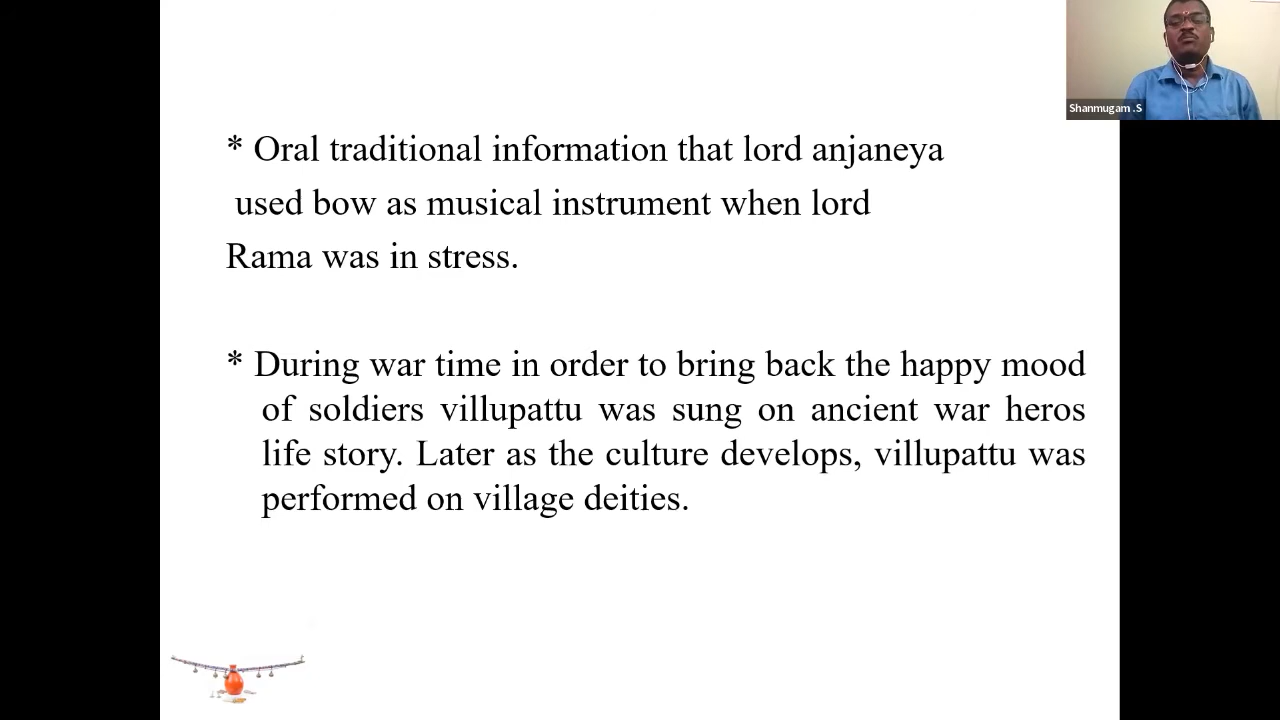 Shanmugam .S
* Oral traditional information that lord anjaneya
used bow as musical instrument when lord
Rama was in stress.
* During war time in order to bring back the happy mood
of soldiers villupattu was sung on ancient war heros
life story. Later as the culture develops, villupattu was
performed on village deities.